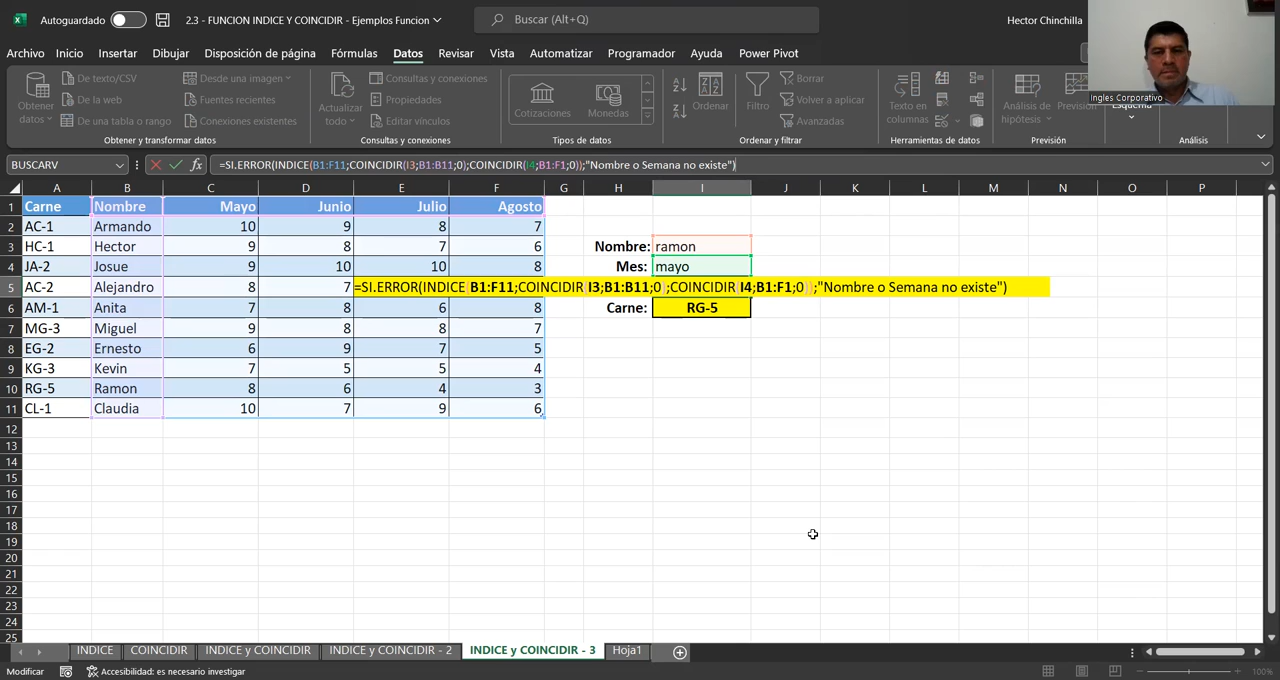 Autoguardado
2.3 - FUNCION INDICE Y COINCIDIR - Ejemplos Funcion
Buscar (Alt+Q)
Hector Chinchilla
Archivo Inicio Insertar Dibujar Disposición de página Fórmulas Datos Revisar Vista Automatizar Programador Ayuda Power Pivot
Obtener datos
De texto/CSV
De la web
De una tabla o rango
Desde una imagen
Fuentes recientes
Conexiones existentes
Obtener y transformar datos
Actualizar todo
Consultas y conexiones
Propiedades
Editar vínculos
Consultas y conexiones
Cotizaciones
Monedas
Tipos de datos
Ordenar
Filtro
Borrar
Volver a aplicar
Avanzadas
Ordenar y filtrar
Texto en columnas
Herramientas de datos
Análisis de hipótesis
Previsión
Esquema
Análisis
Ingles Corporativo
BUSCARV
=SI.ERROR(INDICE(B1:F11;COINCIDIR(I3;B1:B11;0);COINCIDIR(I4;B1:F1;0));"Nombre o Semana no existe")
A B C D E F G H I J K L M N O P
1 Carne Nombre Mayo Junio Julio Agosto
2 AC-1 Armando 10 9 8 7
3 HC-1 Hector 9 8 7 6 Nombre: ramon
4 JA-2 Josue 9 10 10 8 Mes: mayo
5 AC-2 Alejandro 8 7 =SI.ERROR(INDICE(B1:F11;COINCIDIR(I3;B1:B11;0);COINCIDIR(I4;B1:F1;0));"Nombre o Semana no existe")
6 AM-1 Anita 7 8 6 8 Carne: RG-5
7 MG-3 Miguel 9 8 8 7
8 EG-2 Ernesto 6 9 7 5
9 KG-3 Kevin 7 5 5 4
10 RG-5 Ramon 8 6 4 3
11 CL-1 Claudia 10 7 9 6
12
13
14
15
16
17
18
19
20
21
22
23
24
25
INDICE COINCIDIR INDICE y COINCIDIR INDICE y COINCIDIR - 2 INDICE y COINCIDIR - 3 Hoja1
Modificar
Accesibilidad: es necesario investigar
100%